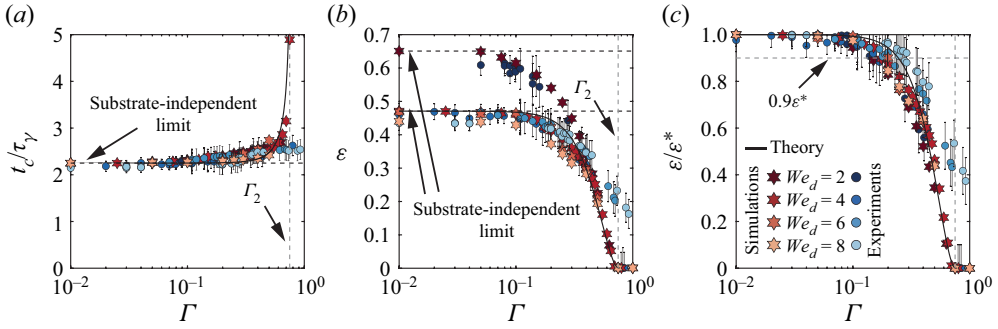 (a)
5
4
3
2
1
0
t_c/τ_γ
Substrate-independent
limit
Γ_2
10^−2
10^−1
10^0
Γ
(b)
0.7
0.6
0.5
0.4
0.3
0.2
0.1
0
ε
Γ_2
Substrate-independent
limit
10^−2
10^−1
10^0
Γ
(c)
1.0
0.8
0.6
0.4
0.2
0
ε/ε*
0.9ε*
Theory
Simulations
We_d = 2
We_d = 4
We_d = 6
We_d = 8
Experiments
10^−2
10^−1
10^0
Γ